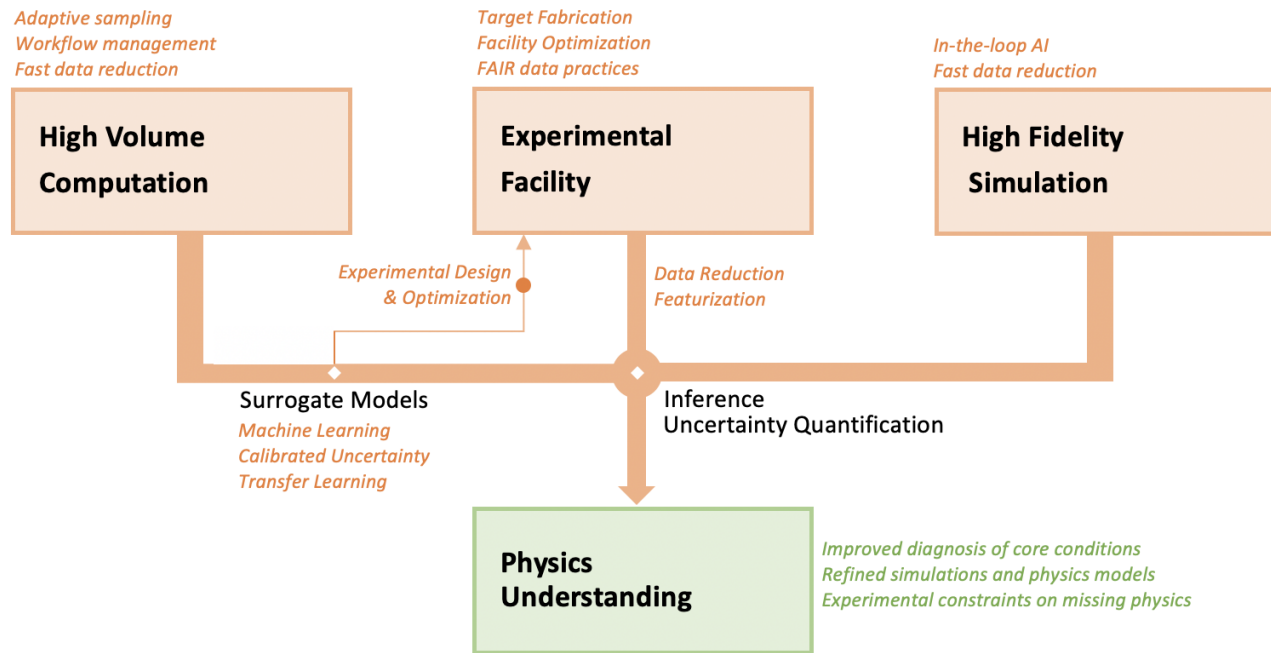 Adaptive sampling
Workflow management
Fast data reduction
Target Fabrication
Facility Optimization
FAIR data practices
In-the-loop AI
Fast data reduction
High Volume
Computation
Experimental
Facility
High Fidelity
Simulation
Experimental Design
& Optimization
Data Reduction
Featurization
Surrogate Models
Machine Learning
Calibrated Uncertainty
Transfer Learning
Inference
Uncertainty Quantification
Physics
Understanding
Improved diagnosis of core conditions
Refined simulations and physics models
Experimental constraints on missing physics